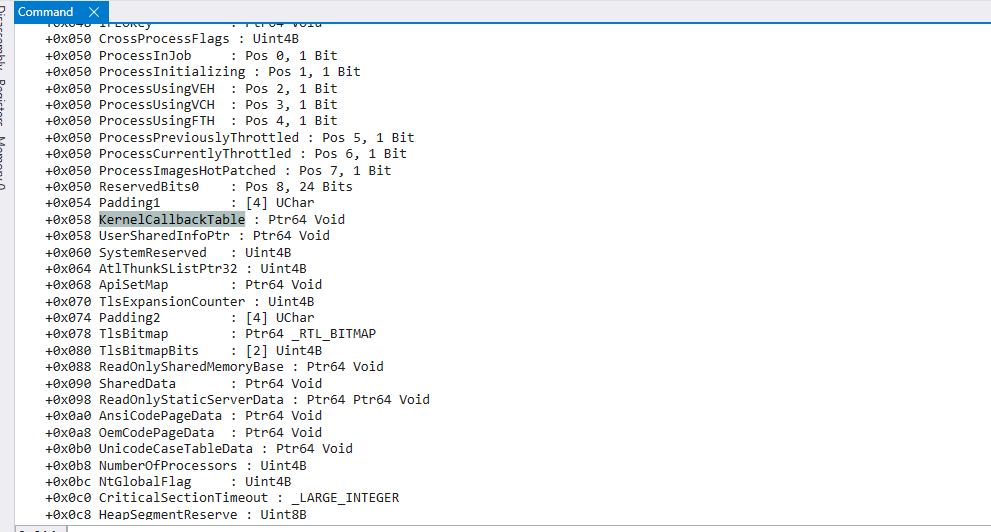 Command
Disassembly Registers Memory 0
+0x050 CrossProcessFlags : Uint4B
+0x050 ProcessInJob     : Pos 0, 1 Bit
+0x050 ProcessInitializing : Pos 1, 1 Bit
+0x050 ProcessUsingVEH  : Pos 2, 1 Bit
+0x050 ProcessUsingVCH  : Pos 3, 1 Bit
+0x050 ProcessUsingFTH  : Pos 4, 1 Bit
+0x050 ProcessPreviouslyThrottled : Pos 5, 1 Bit
+0x050 ProcessCurrentlyThrottled : Pos 6, 1 Bit
+0x050 ProcessImagesHotPatched : Pos 7, 1 Bit
+0x050 ReservedBits0    : Pos 8, 24 Bits
+0x054 Padding1         : [4] UChar
+0x058 KernelCallbackTable : Ptr64 Void
+0x058 UserSharedInfoPtr : Ptr64 Void
+0x060 SystemReserved   : Uint4B
+0x064 AtlThunkSListPtr32 : Uint4B
+0x068 ApiSetMap        : Ptr64 Void
+0x070 TlsExpansionCounter : Uint4B
+0x074 Padding2         : [4] UChar
+0x078 TlsBitmap        : Ptr64 _RTL_BITMAP
+0x080 TlsBitmapBits    : [2] Uint4B
+0x088 ReadOnlySharedMemoryBase : Ptr64 Void
+0x090 SharedData       : Ptr64 Void
+0x098 ReadOnlyStaticServerData : Ptr64 Ptr64 Void
+0x0a0 AnsiCodePageData : Ptr64 Void
+0x0a8 OemCodePageData  : Ptr64 Void
+0x0b0 UnicodeCaseTableData : Ptr64 Void
+0x0b8 NumberOfProcessors : Uint4B
+0x0bc NtGlobalFlag     : Uint4B
+0x0c0 CriticalSectionTimeout : _LARGE_INTEGER
+0x0c8 HeapSegmentReserve : Uint8B